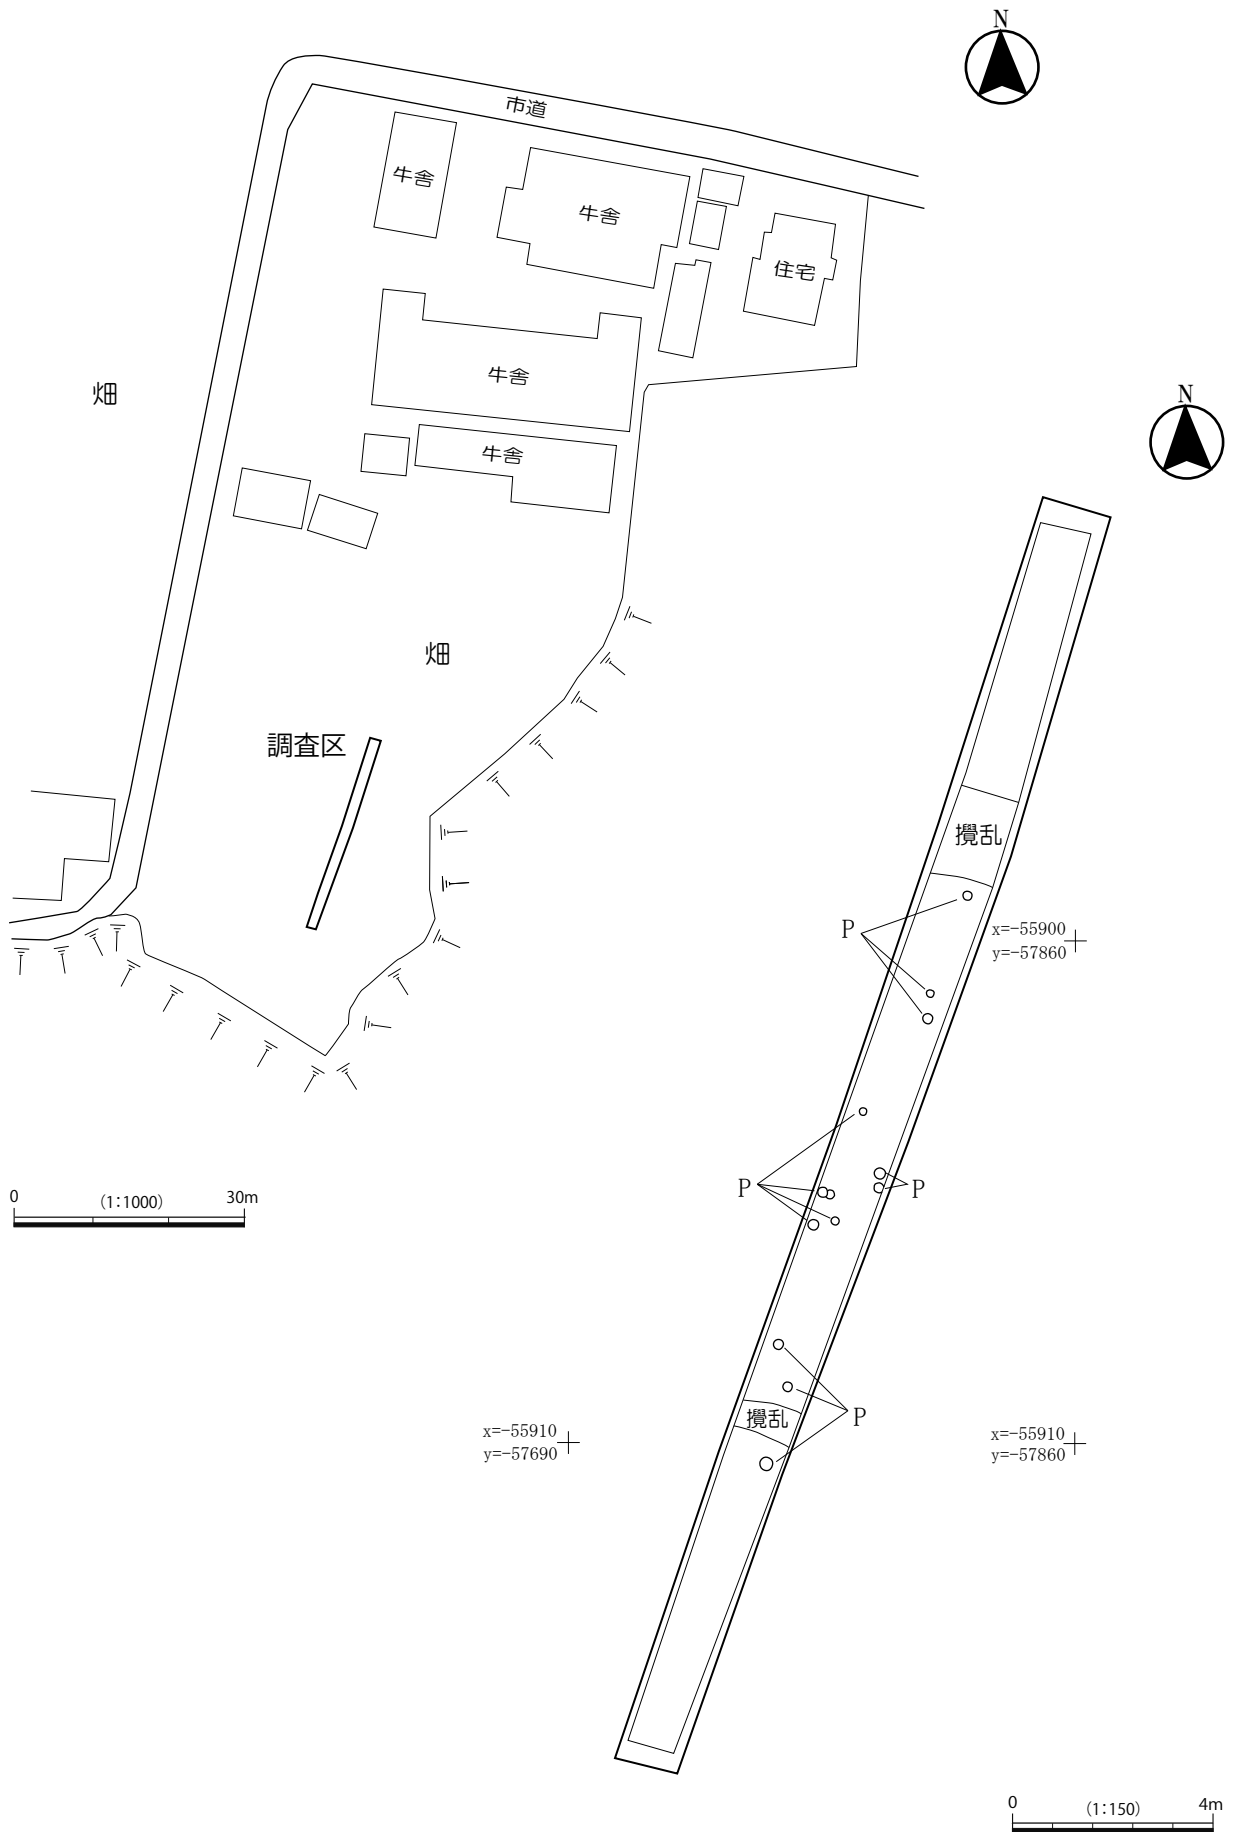 N
市道
牛舎
牛舎
住宅
牛舎
畑
牛舎
N
畑
調査区
0 (1:1000) 30m
攪乱
P
x=-55900
y=-57860
P
P
P
攪乱
x=-55910
y=-57690
x=-55910
y=-57860
0 (1:150) 4m